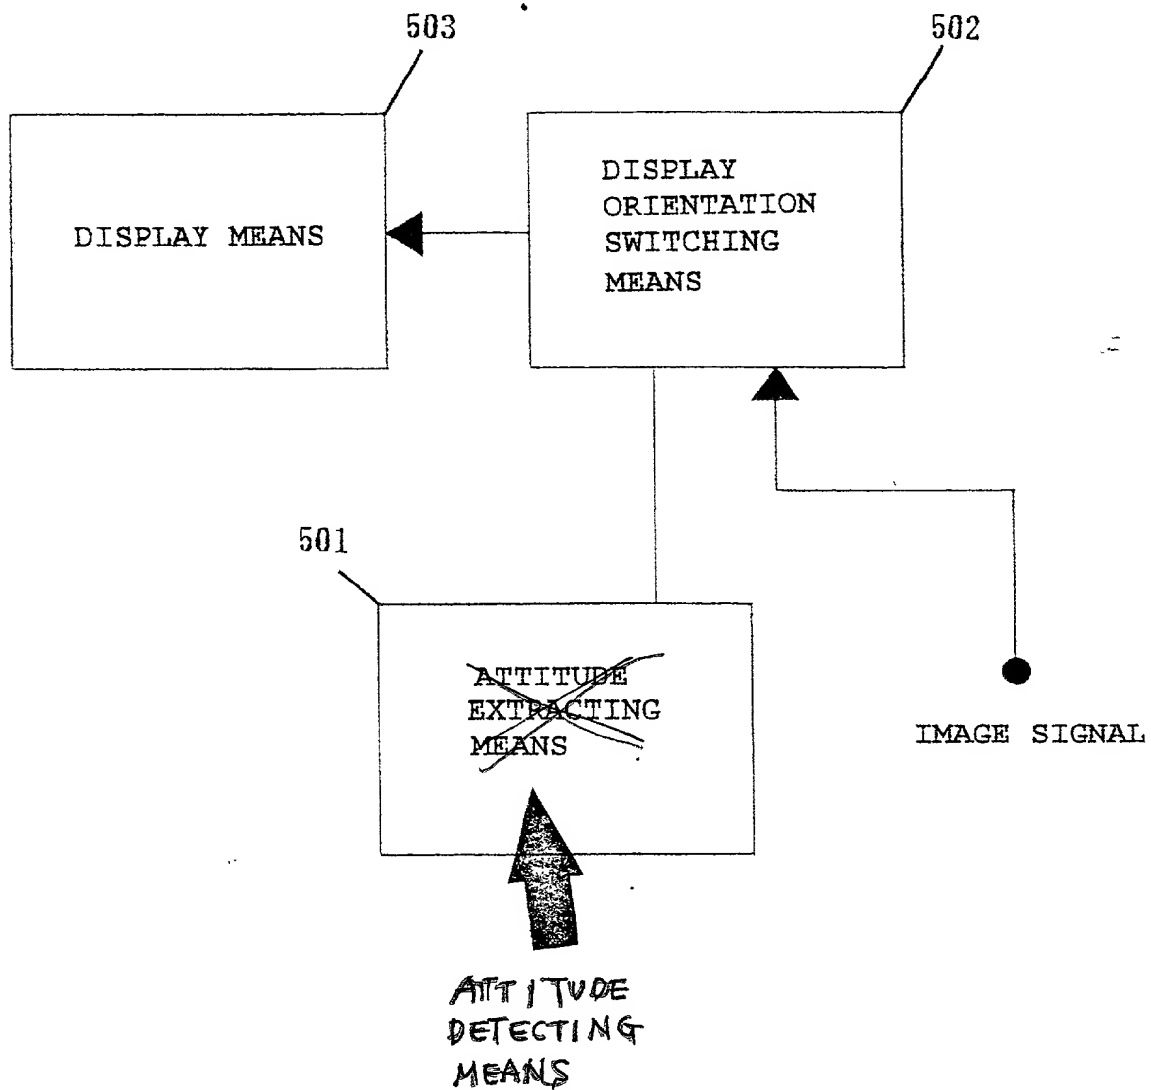 503
502
DISPLAY MEANS
DISPLAY
ORIENTATION
SWITCHING
MEANS
501
ATTITUDE
EXTRACTING
MEANS
IMAGE SIGNAL
ATTITUDE
DETECTING
MEANS